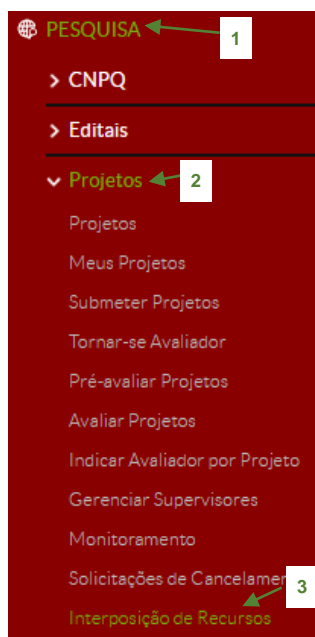 PESQUISA
1
CNPQ
Editais
Projetos
2
Projetos
Meus Projetos
Submeter Projetos
Tornar-se Avaliador
Pré-avaliar Projetos
Avaliar Projetos
Indicar Avaliador por Projeto
Gerenciar Supervisores
Monitoramento
Solicitações de
3
Interposição de Recursos